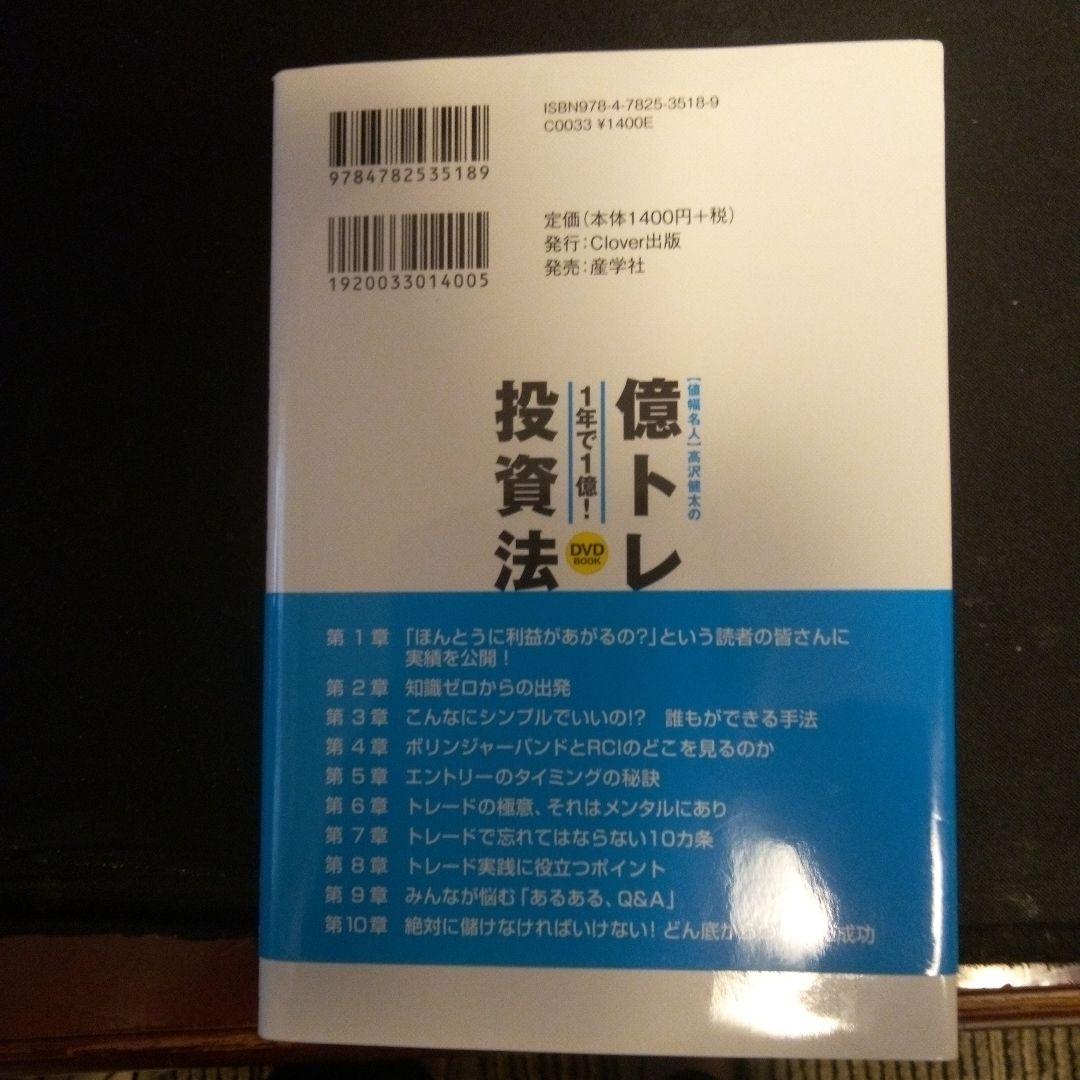 ISBN978-4-7825-3518-9
C0033 ¥1400E
9784782535189
定価(本体1400円+税)
発行:Clover出版
発売:産学社
1920033014005
【値幅名人】高沢健太の
億トレ
1年で1億!
投資法
DVD
BOOK
第1章 「ほんとうに利益があがるの?」という読者の皆さんに
実績を公開!
第2章 知識ゼロからの出発
第3章 こんなにシンプルでいいの!? 誰もができる手法
第4章 ボリンジャーバンドとRCIのどこを見るのか
第5章 エントリーのタイミングの秘訣
第6章 トレードの極意、それはメンタルにあり
第7章 トレードで忘れてはならない10カ条
第8章 トレード実践に役立つポイント
第9章 みんなが悩む「あるある、Q&A」
第10章 絶対に儲けなければいけない! どん底から 成功